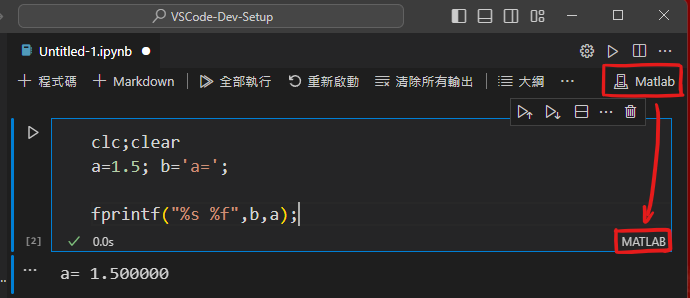 VSCode-Dev-Setup
Untitled-1.ipynb
程式碼 Markdown 全部執行 重新啟動 清除所有輸出 大綱 ... Matlab
...
clc;clear
a=1.5; b='a=';
fprintf("%s %f",b,a);
[2] 0.0s MATLAB
a= 1.500000